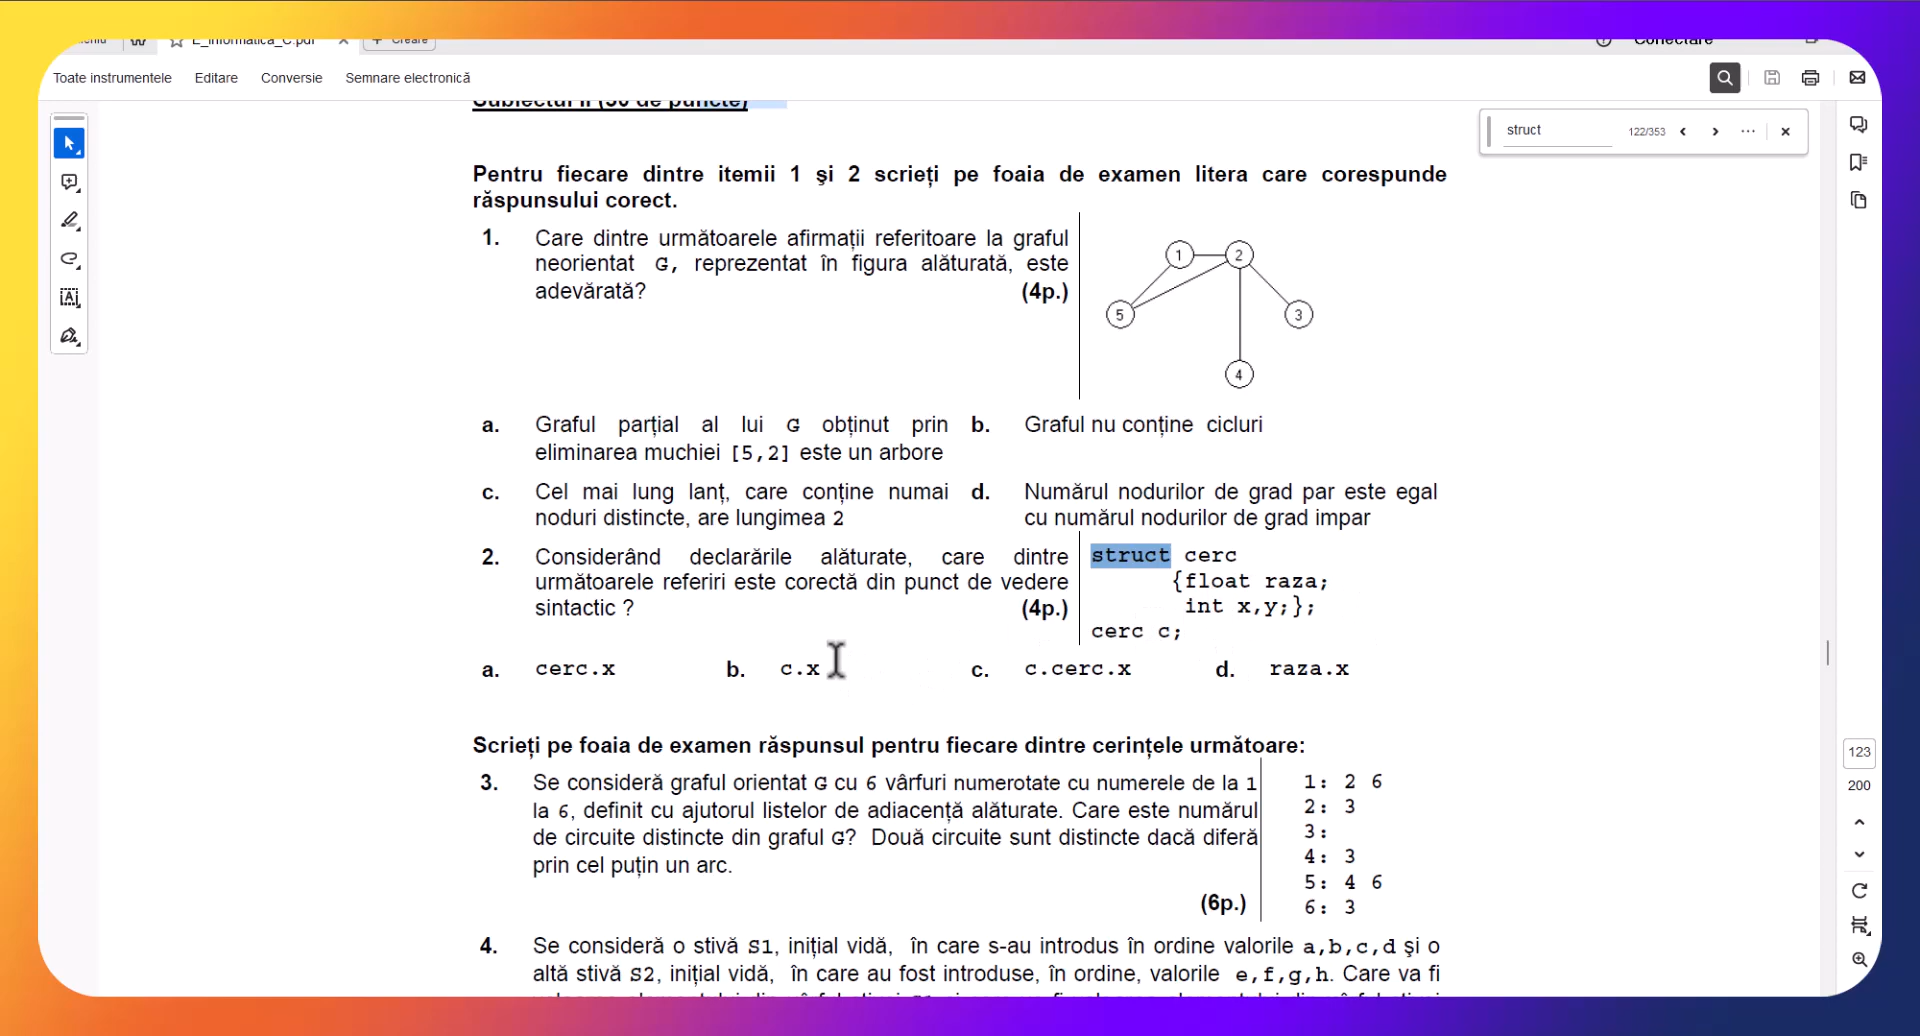 E_informatica_C.pdf
Creare
Conectare
Toate instrumentele Editare Conversie Semnare electronică
struct 122/353
Subiectul II (30 de puncte)
Pentru fiecare dintre itemii 1 şi 2 scrieți pe foaia de examen litera care corespunde
răspunsului corect.
1. Care dintre următoarele afirmații referitoare la graful
neorientat G, reprezentat în figura alăturată, este
adevărată? (4p.)
1 2
5 3
4
a. Graful parțial al lui G obținut prin
eliminarea muchiei [5,2] este un arbore
b. Graful nu conține cicluri
c. Cel mai lung lanț, care conține numai
noduri distincte, are lungimea 2
d. Numărul nodurilor de grad par este egal
cu numărul nodurilor de grad impar
2. Considerând declarările alăturate, care dintre
următoarele referiri este corectă din punct de vedere
sintactic ? (4p.)
struct cerc
{float raza;
int x,y;};
cerc c;
a. cerc.x b. c.x c. c.cerc.x d. raza.x
Scrieți pe foaia de examen răspunsul pentru fiecare dintre cerințele următoare:
3. Se consideră graful orientat G cu 6 vârfuri numerotate cu numerele de la 1
la 6, definit cu ajutorul listelor de adiacență alăturate. Care este numărul
de circuite distincte din graful G? Două circuite sunt distincte dacă diferă
prin cel puțin un arc.
(6p.)
1: 2 6
2: 3
3:
4: 3
5: 4 6
6: 3
4. Se consideră o stivă S1, inițial vidă, în care s-au introdus în ordine valorile a,b,c,d şi o
altă stivă S2, inițial vidă, în care au fost introduse, în ordine, valorile e,f,g,h. Care va fi
123
200